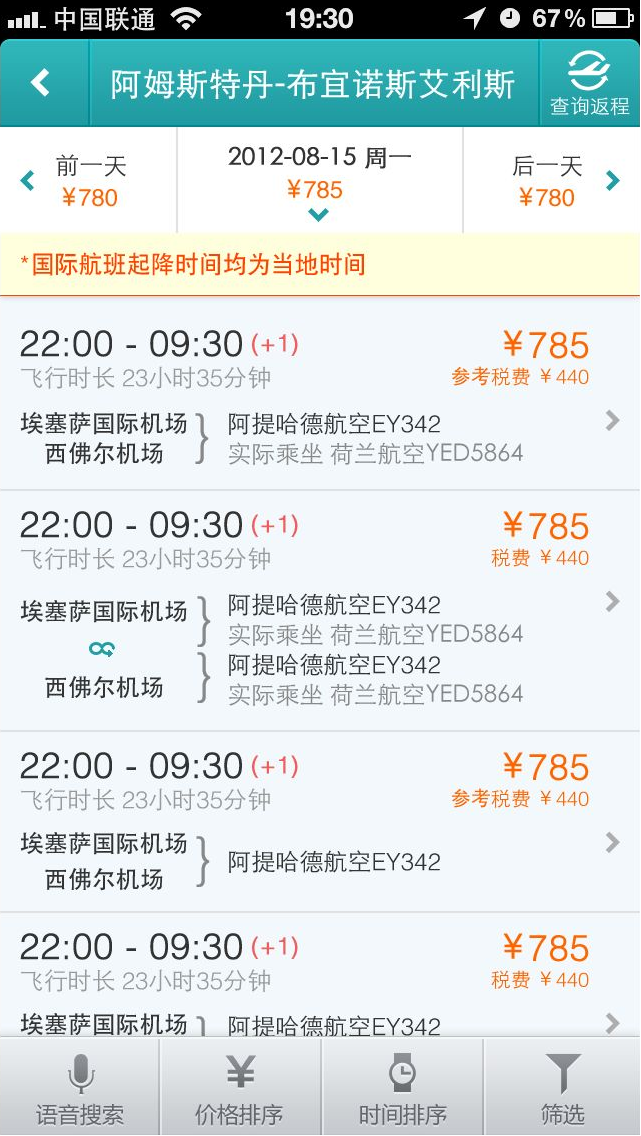 中国联通 19:30 67%
阿姆斯特丹-布宜诺斯艾利斯
查询返程
前一天
¥780
2012-08-15 周一
¥785
后一天
¥780
*国际航班起降时间均为当地时间
22:00 - 09:30 (+1) ¥785
飞行时长 23小时35分钟 参考税费 ¥440
埃塞萨国际机场
西佛尔机场
阿提哈德航空EY342
实际乘坐 荷兰航空YED5864
22:00 - 09:30 (+1) ¥785
飞行时长 23小时35分钟 税费 ¥440
埃塞萨国际机场
西佛尔机场
阿提哈德航空EY342
实际乘坐 荷兰航空YED5864
阿提哈德航空EY342
实际乘坐 荷兰航空YED5864
22:00 - 09:30 (+1) ¥785
飞行时长 23小时35分钟 参考税费 ¥440
埃塞萨国际机场
西佛尔机场
阿提哈德航空EY342
22:00 - 09:30 (+1) ¥785
飞行时长 23小时35分钟 税费 ¥440
埃塞萨国际机场 阿提哈德航空EY342
语音搜索 价格排序 时间排序 筛选